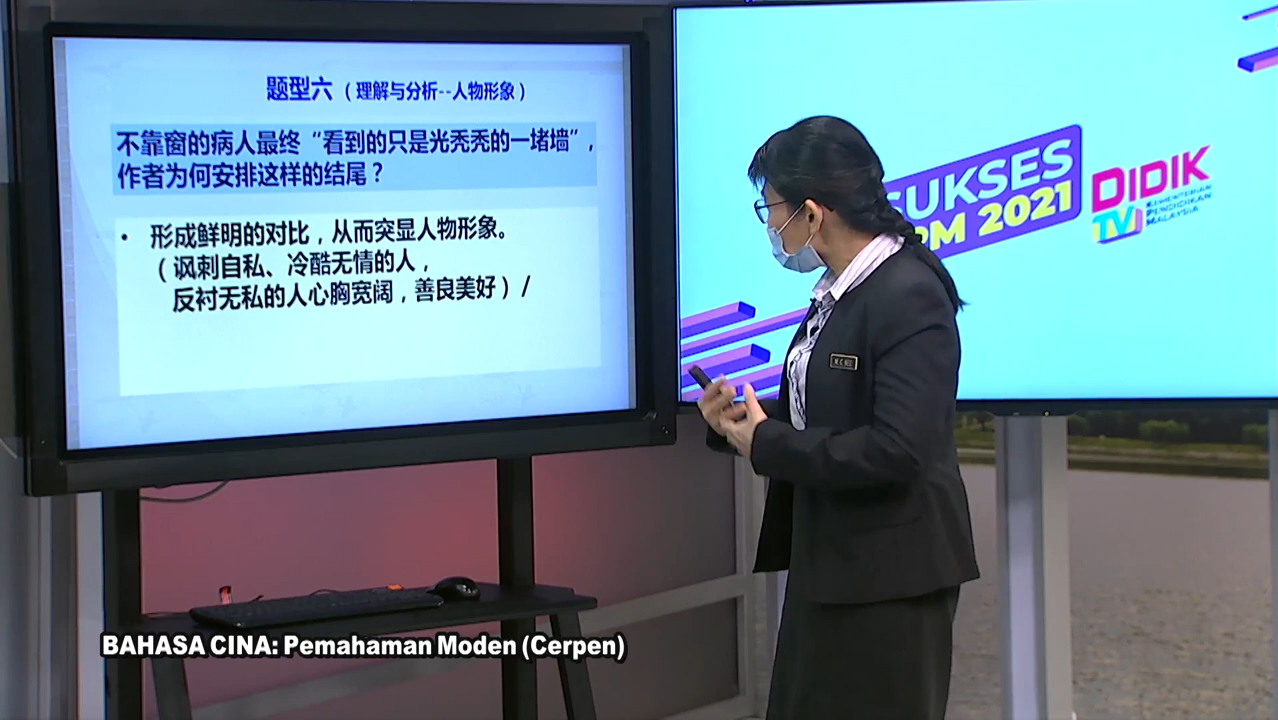 题型六（理解与分析--人物形象）
不靠窗的病人最终“看到的只是光秃秃的一堵墙”，
作者为何安排这样的结尾？
• 形成鲜明的对比，从而突显人物形象。
（讽刺自私、冷酷无情的人，
反衬无私的人心胸宽阔，善良美好）/
SUKSES
PM 2021
DIDIK
TV
KEMENTERIAN
PENDIDIKAN
MALAYSIA
BAHASA CINA: Pemahaman Moden (Cerpen)